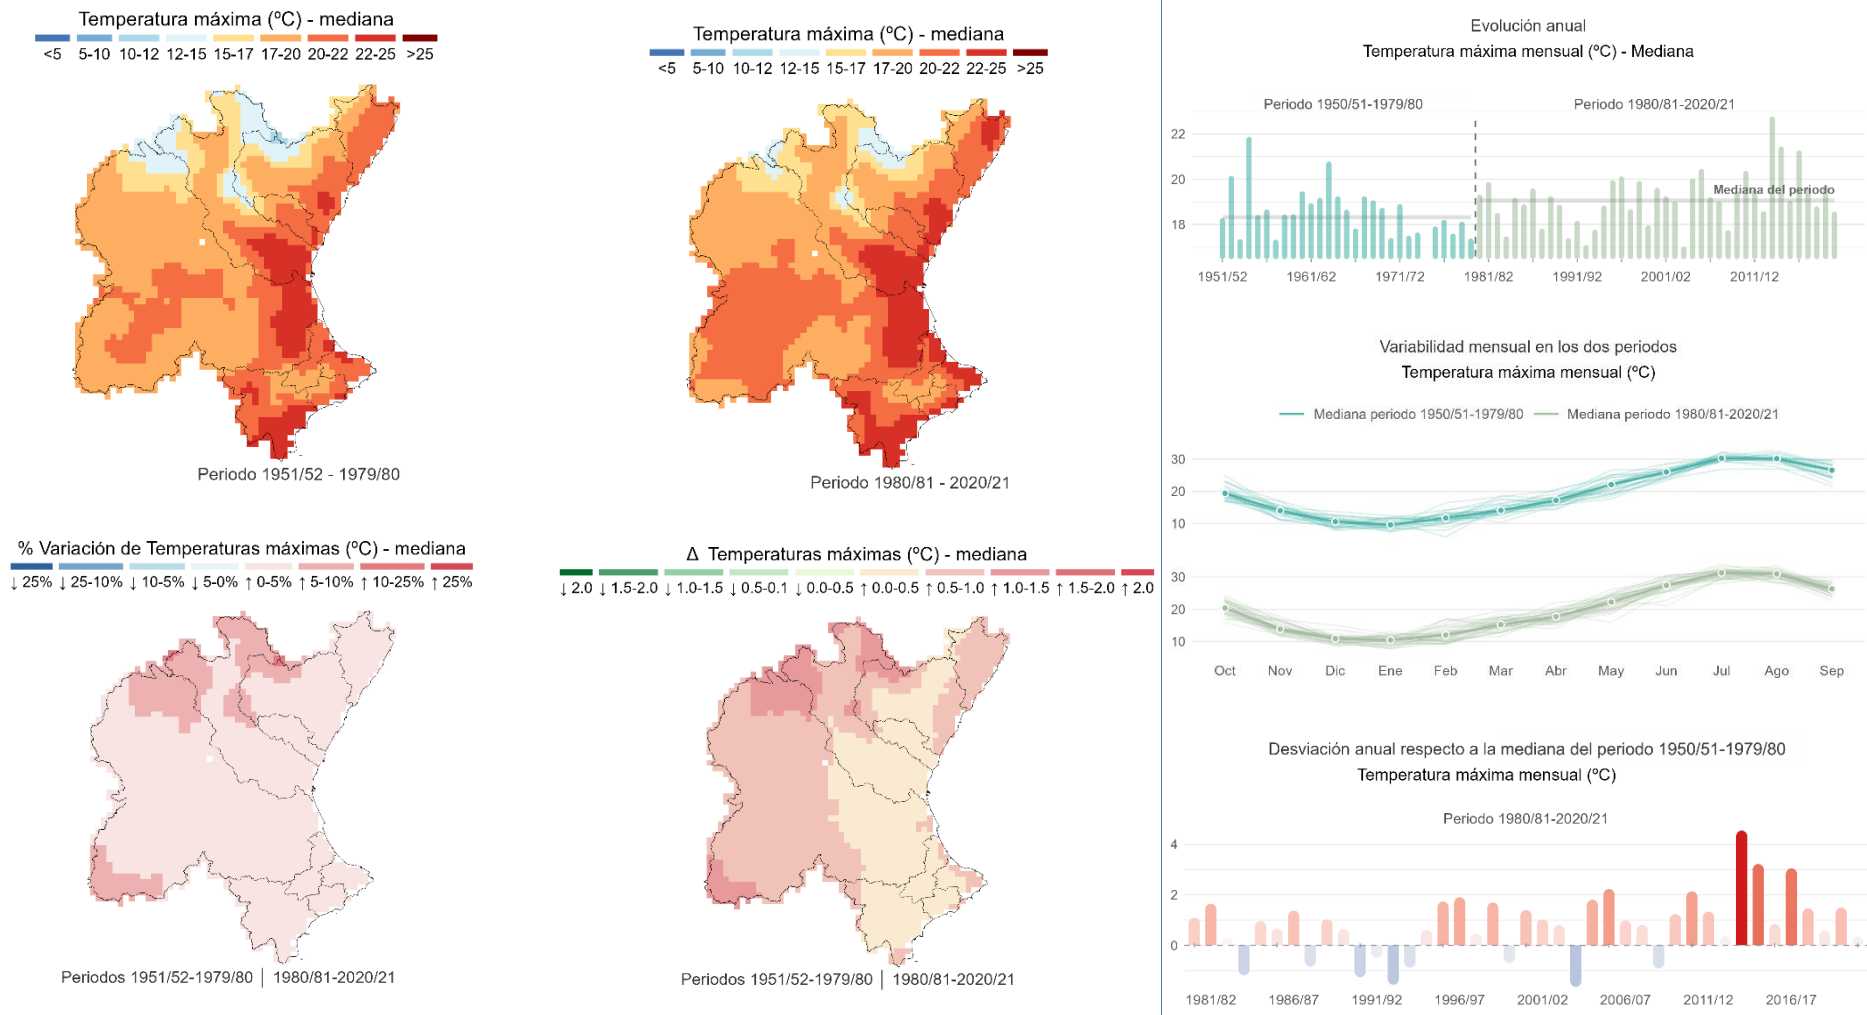 Temperatura máxima (ºC) - mediana
<5 5-10 10-12 12-15 15-17 17-20 20-22 22-25 >25
Periodo 1951/52 - 1979/80
Temperatura máxima (ºC) - mediana
<5 5-10 10-12 12-15 15-17 17-20 20-22 22-25 >25
Periodo 1980/81 - 2020/21
% Variación de Temperaturas máximas (ºC) - mediana
↓ 25% ↓ 25-10% ↓ 10-5% ↓ 5-0% ↑ 0-5% ↑ 5-10% ↑ 10-25% ↑ 25%
Periodos 1951/52-1979/80 | 1980/81-2020/21
Δ Temperaturas máximas (ºC) - mediana
↓ 2.0 ↓ 1.5-2.0 ↓ 1.0-1.5 ↓ 0.5-0.1 ↓ 0.0-0.5 ↑ 0.0-0.5 ↑ 0.5-1.0 ↑ 1.0-1.5 ↑ 1.5-2.0 ↑ 2.0
Periodos 1951/52-1979/80 | 1980/81-2020/21
Evolución anual
Temperatura máxima mensual (ºC) - Mediana
Periodo 1950/51-1979/80 Periodo 1980/81-2020/21
22
20
Mediana del periodo
18
1951/52 1961/62 1971/72 1981/82 1991/92 2001/02 2011/12
Variabilidad mensual en los dos periodos
Temperatura máxima mensual (ºC)
Mediana periodo 1950/51-1979/80 Mediana periodo 1980/81-2020/21
30
20
10
30
20
10
Oct Nov Dic Ene Feb Mar Abr May Jun Jul Ago Sep
Desviación anual respecto a la mediana del periodo 1950/51-1979/80
Temperatura máxima mensual (ºC)
Periodo 1980/81-2020/21
4
2
0
1981/82 1986/87 1991/92 1996/97 2001/02 2006/07 2011/12 2016/17